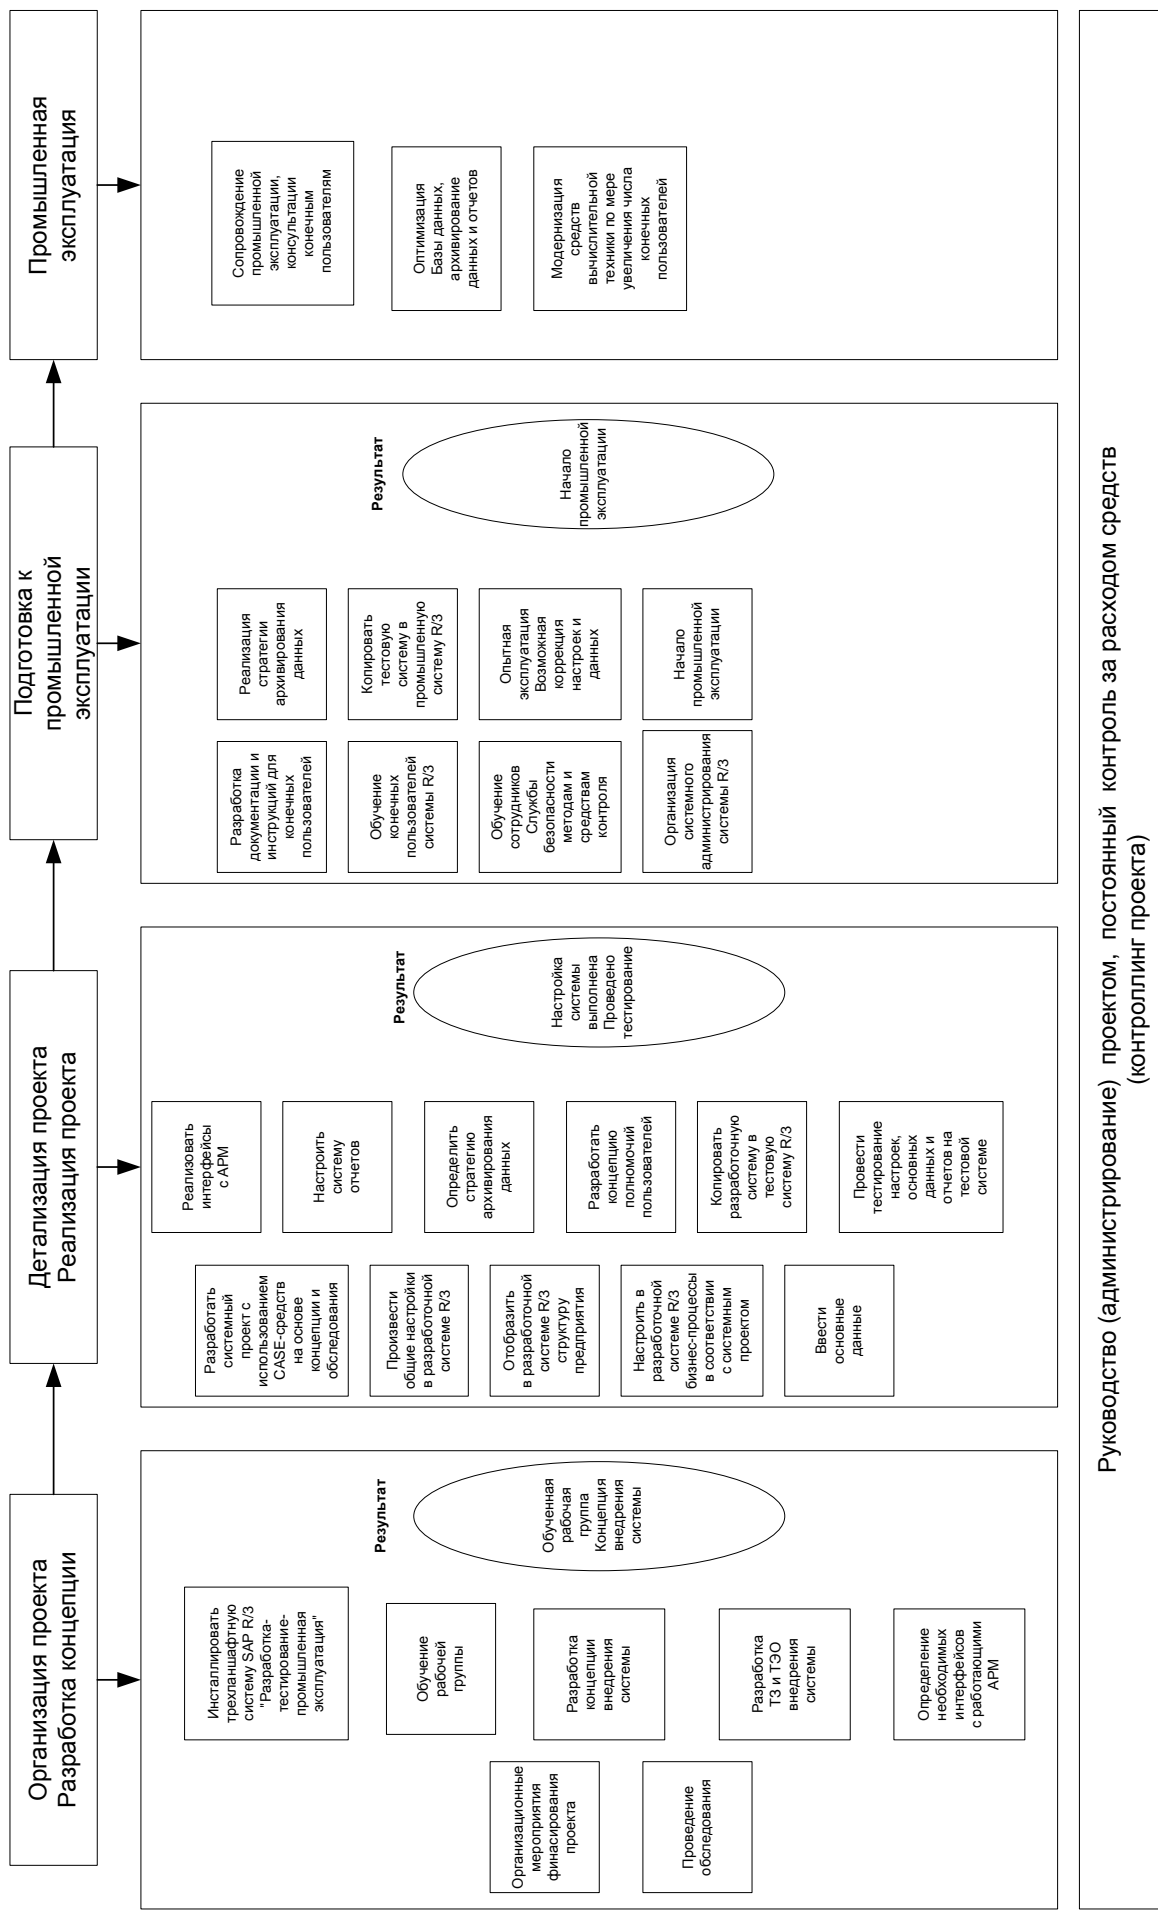 Организация проекта
Разработка концепции
Детализация проекта
Реализация проекта
Подготовка к
промышленной
эксплуатации
Промышленная
эксплуатация
Организационные
мероприятия
финасирования
проекта
Проведение
обследования
Инсталлировать
трехланшафтную
систему SAP R/3
"Разработка-
тестирование-
промышленная
эксплуатация"
Обучение
рабочей
группы
Разработка
концепции
внедрения
системы
Разработка
ТЗ и ТЭО
внедрения
системы
Определение
необходимых
интерфейсов
с работающими
АРМ
Результат
Обученная
рабочая
группа
Концепция
внедрения
системы
Разработать
системный
проект с
использованием
CASE-средств
на основе
концепции и
обследования
Произвести
общие настройки
в разработочной
системе R/3
Отобразить
в разработочной
системе R/3
структуру
предприятия
Настроить в
разработочной
системе R/3
бизнес-процессы
в соответствии
с системным
проектом
Ввести
основные
данные
Реализовать
интерфейсы
с АРМ
Настроить
систему
отчетов
Определить
стратегию
архивирования
данных
Разработать
концепцию
полномочий
пользователей
Копировать
разработочную
систему в
тестовую
систему R/3
Провести
тестирование
настроек,
основных
данных и
отчетов на
тестовой
системе
Результат
Настройка
системы
выполнена
Проведено
тестирование
Разработка
документации и
инструкций для
конечных
пользователей
Обучение
конечных
пользователей
системы R/3
Обучение
сотрудников
Службы
безопасности
методам и
средствам
контроля
Организация
системного
администрирования
системы R/3
Реализация
стратегии
архивирования
данных
Копировать
тестовую
систему в
промышленную
систему R/3
Опытная
эксплуатация
Возможная
коррекция
настроек и
данных
Начало
промышленной
эксплуатации
Результат
Начало
промышленной
эксплуатации
Сопровождение
промышленной
эксплуатации,
консультации
конечным
пользователям
Оптимизация
Базы данных,
архивирование
данных и отчетов
Модернизация
средств
вычислительной
техники по мере
увеличения числа
конечных
пользователей
Руководство (администрирование) проектом, постоянный контроль за расходом средств
(контроллинг проекта)